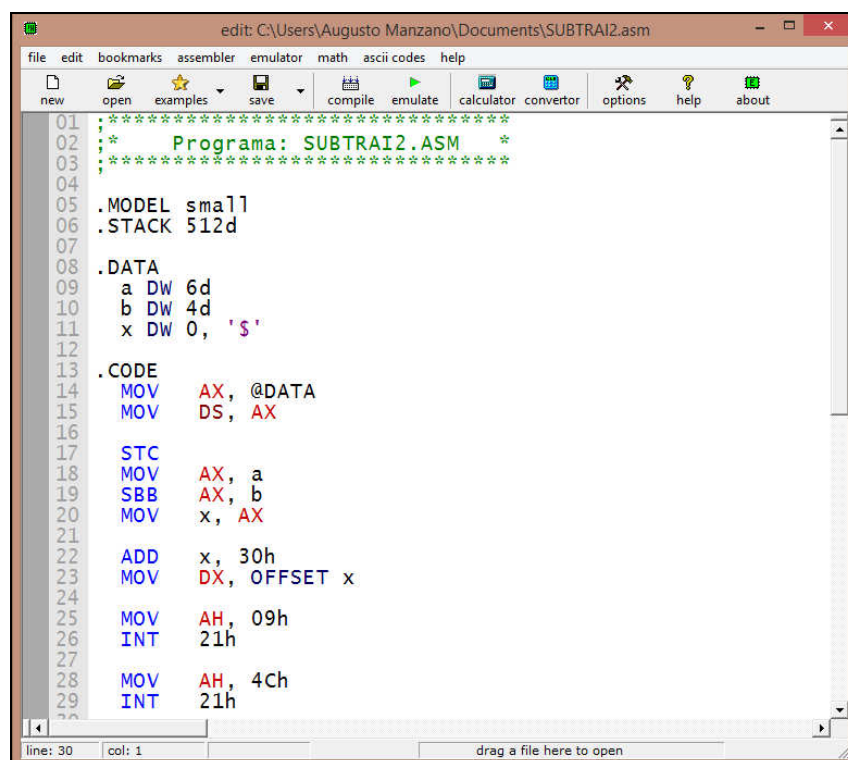 edit: C:\Users\Augusto Manzano\Documents\SUBTRAI2.asm
file edit bookmarks assembler emulator math ascii codes help
new open examples save compile emulate calculator convertor options help about
01 ;*******************************
02 ;*    Programa: SUBTRAI2.ASM   *
03 ;*******************************
04
05 .MODEL small
06 .STACK 512d
07
08 .DATA
09   a DW 6d
10   b DW 4d
11   x DW 0, '$'
12
13 .CODE
14   MOV   AX, @DATA
15   MOV   DS, AX
16
17   STC
18   MOV   AX, a
19   SBB   AX, b
20   MOV   x, AX
21
22   ADD   x, 30h
23   MOV   DX, OFFSET x
24
25   MOV   AH, 09h
26   INT   21h
27
28   MOV   AH, 4Ch
29   INT   21h
30
line: 30 col: 1 drag a file here to open